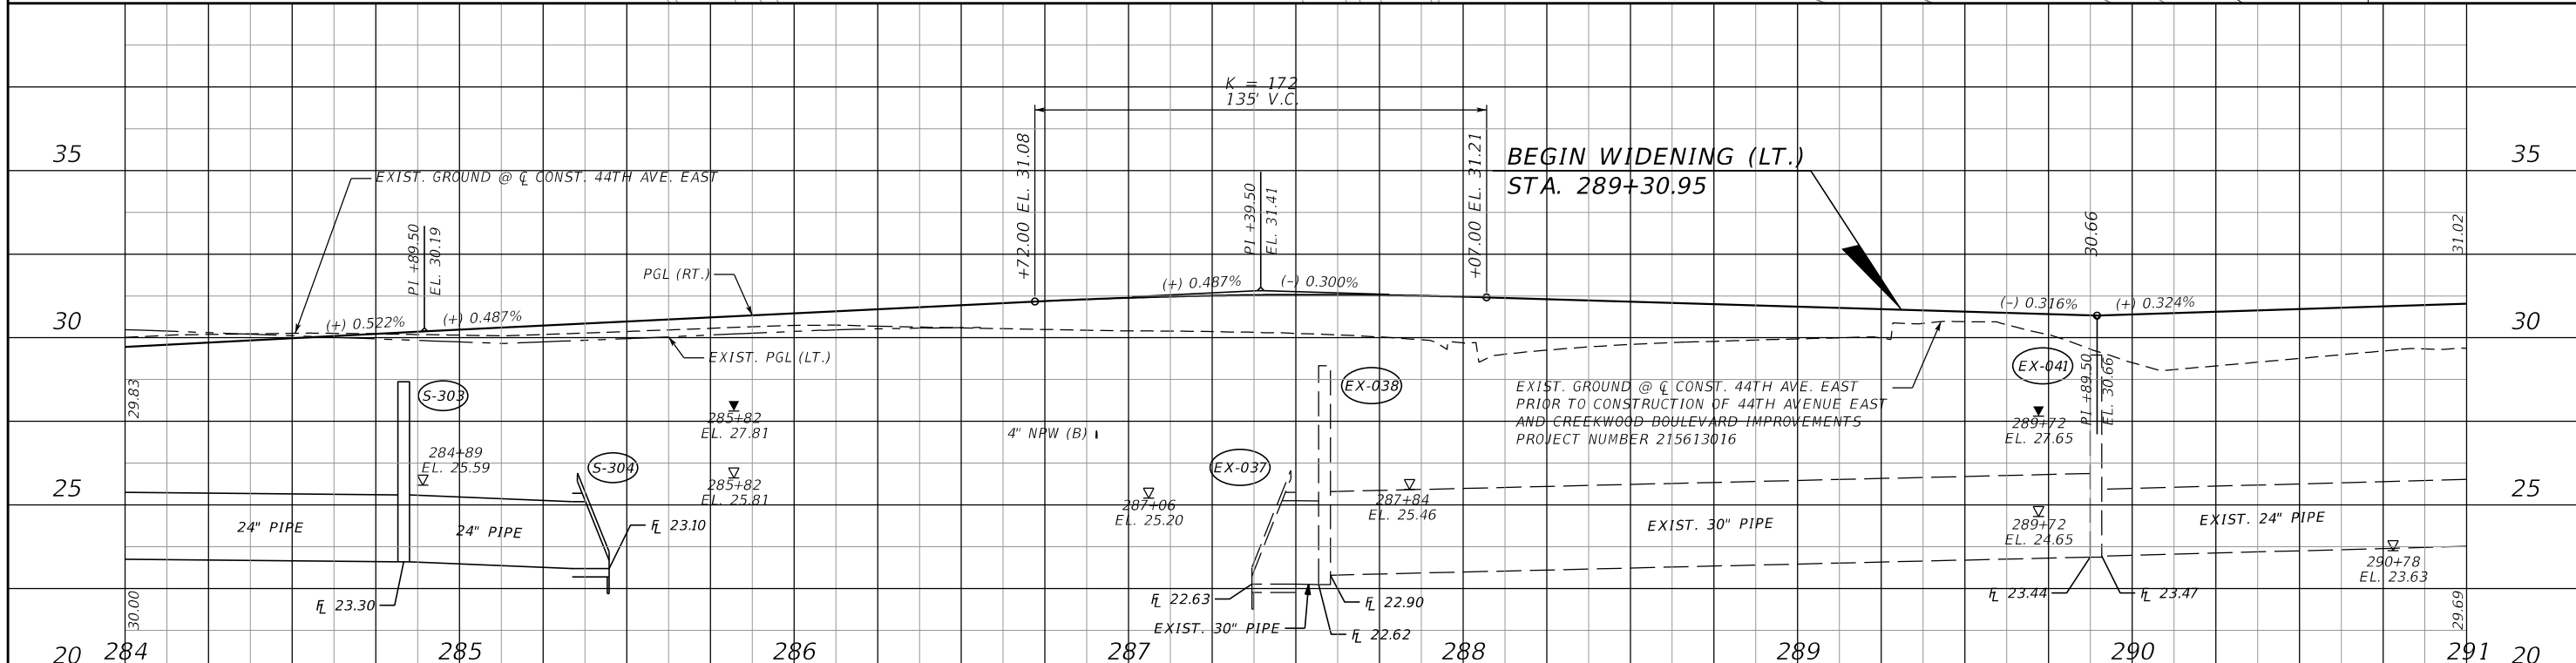 K = 172
135' V.C.
35
35
+72.00 EL. 31.08
+07.00 EL. 31.21
BEGIN WIDENING (LT.)
STA. 289+30.95
EXIST. GROUND @ ℄ CONST. 44TH AVE. EAST
PI +89.50
EL. 30.19
PI +39.50
EL. 31.41
30.66
31.02
PGL (RT.)
(+) 0.487%
(-) 0.300%
(-) 0.316%
(+) 0.324%
30
(+) 0.522%
(+) 0.487%
30
EXIST. PGL (LT.)
29.83
S-303
EX-038
EX-041
PI +89.50
EL. 30.66
EXIST. GROUND @ ℄ CONST. 44TH AVE. EAST
PRIOR TO CONSTRUCTION OF 44TH AVENUE EAST
AND CREEKWOOD BOULEVARD IMPROVEMENTS
PROJECT NUMBER 215613016
285+82
EL. 27.81
4" NPW (B)
289+72
EL. 27.65
284+89
EL. 25.59
S-304
EX-037
25
25
285+82
EL. 25.81
287+06
EL. 25.20
287+84
EL. 25.46
24" PIPE
24" PIPE
FL 23.10
EXIST. 30" PIPE
289+72
EL. 24.65
EXIST. 24" PIPE
290+78
EL. 23.63
30.00
FL 23.30
FL 22.63
FL 22.90
FL 23.44
FL 23.47
29.69
EXIST. 30" PIPE
FL 22.62
20
284
285
286
287
288
289
290
291
20